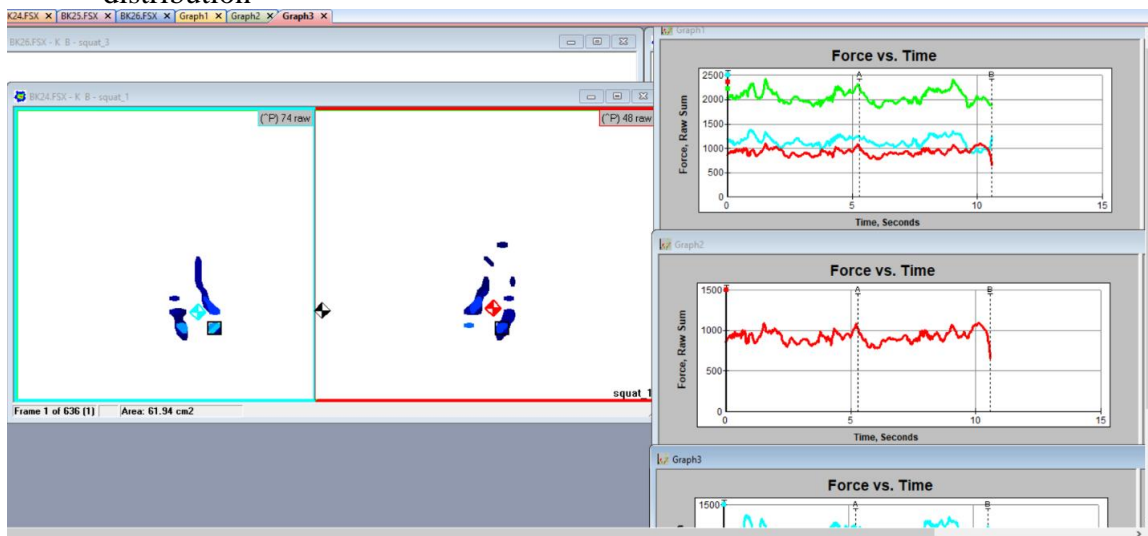 distribution
K24.FSX × BK25.FSX × BK26.FSX × Graph1 × Graph2 × Graph3 ×
BK26.FSX - K B - squat_3
BK24.FSX - K B - squat_1
(^P) 74 raw
(^P) 48 raw
squat_1
Frame 1 of 636 (1) Area: 61.94 cm2
Graph1
Force vs. Time
Force, Raw Sum
2500
2000
1500
1000
500
0
A
B
0 5 10 15
Time, Seconds
Graph2
Force vs. Time
Force, Raw Sum
1500
1000
500
0
A
B
0 5 10 15
Time, Seconds
Graph3
Force vs. Time
1500
A
B